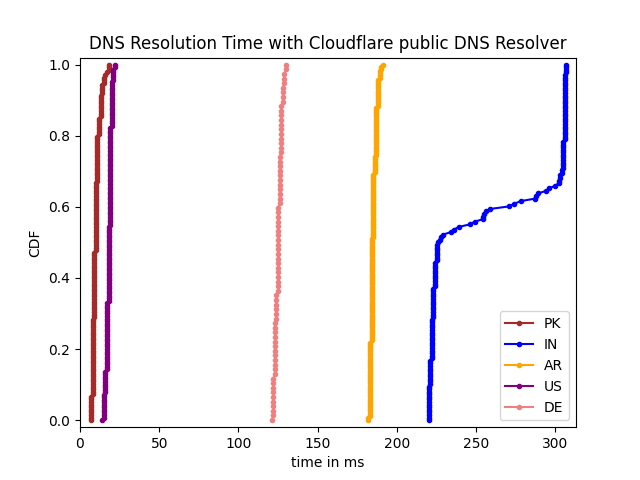 DNS Resolution Time with Cloudflare public DNS Resolver
1.0
0.8
0.6
0.4
0.2
0.0
CDF
PK
IN
AR
US
DE
0 50 100 150 200 250 300
time in ms